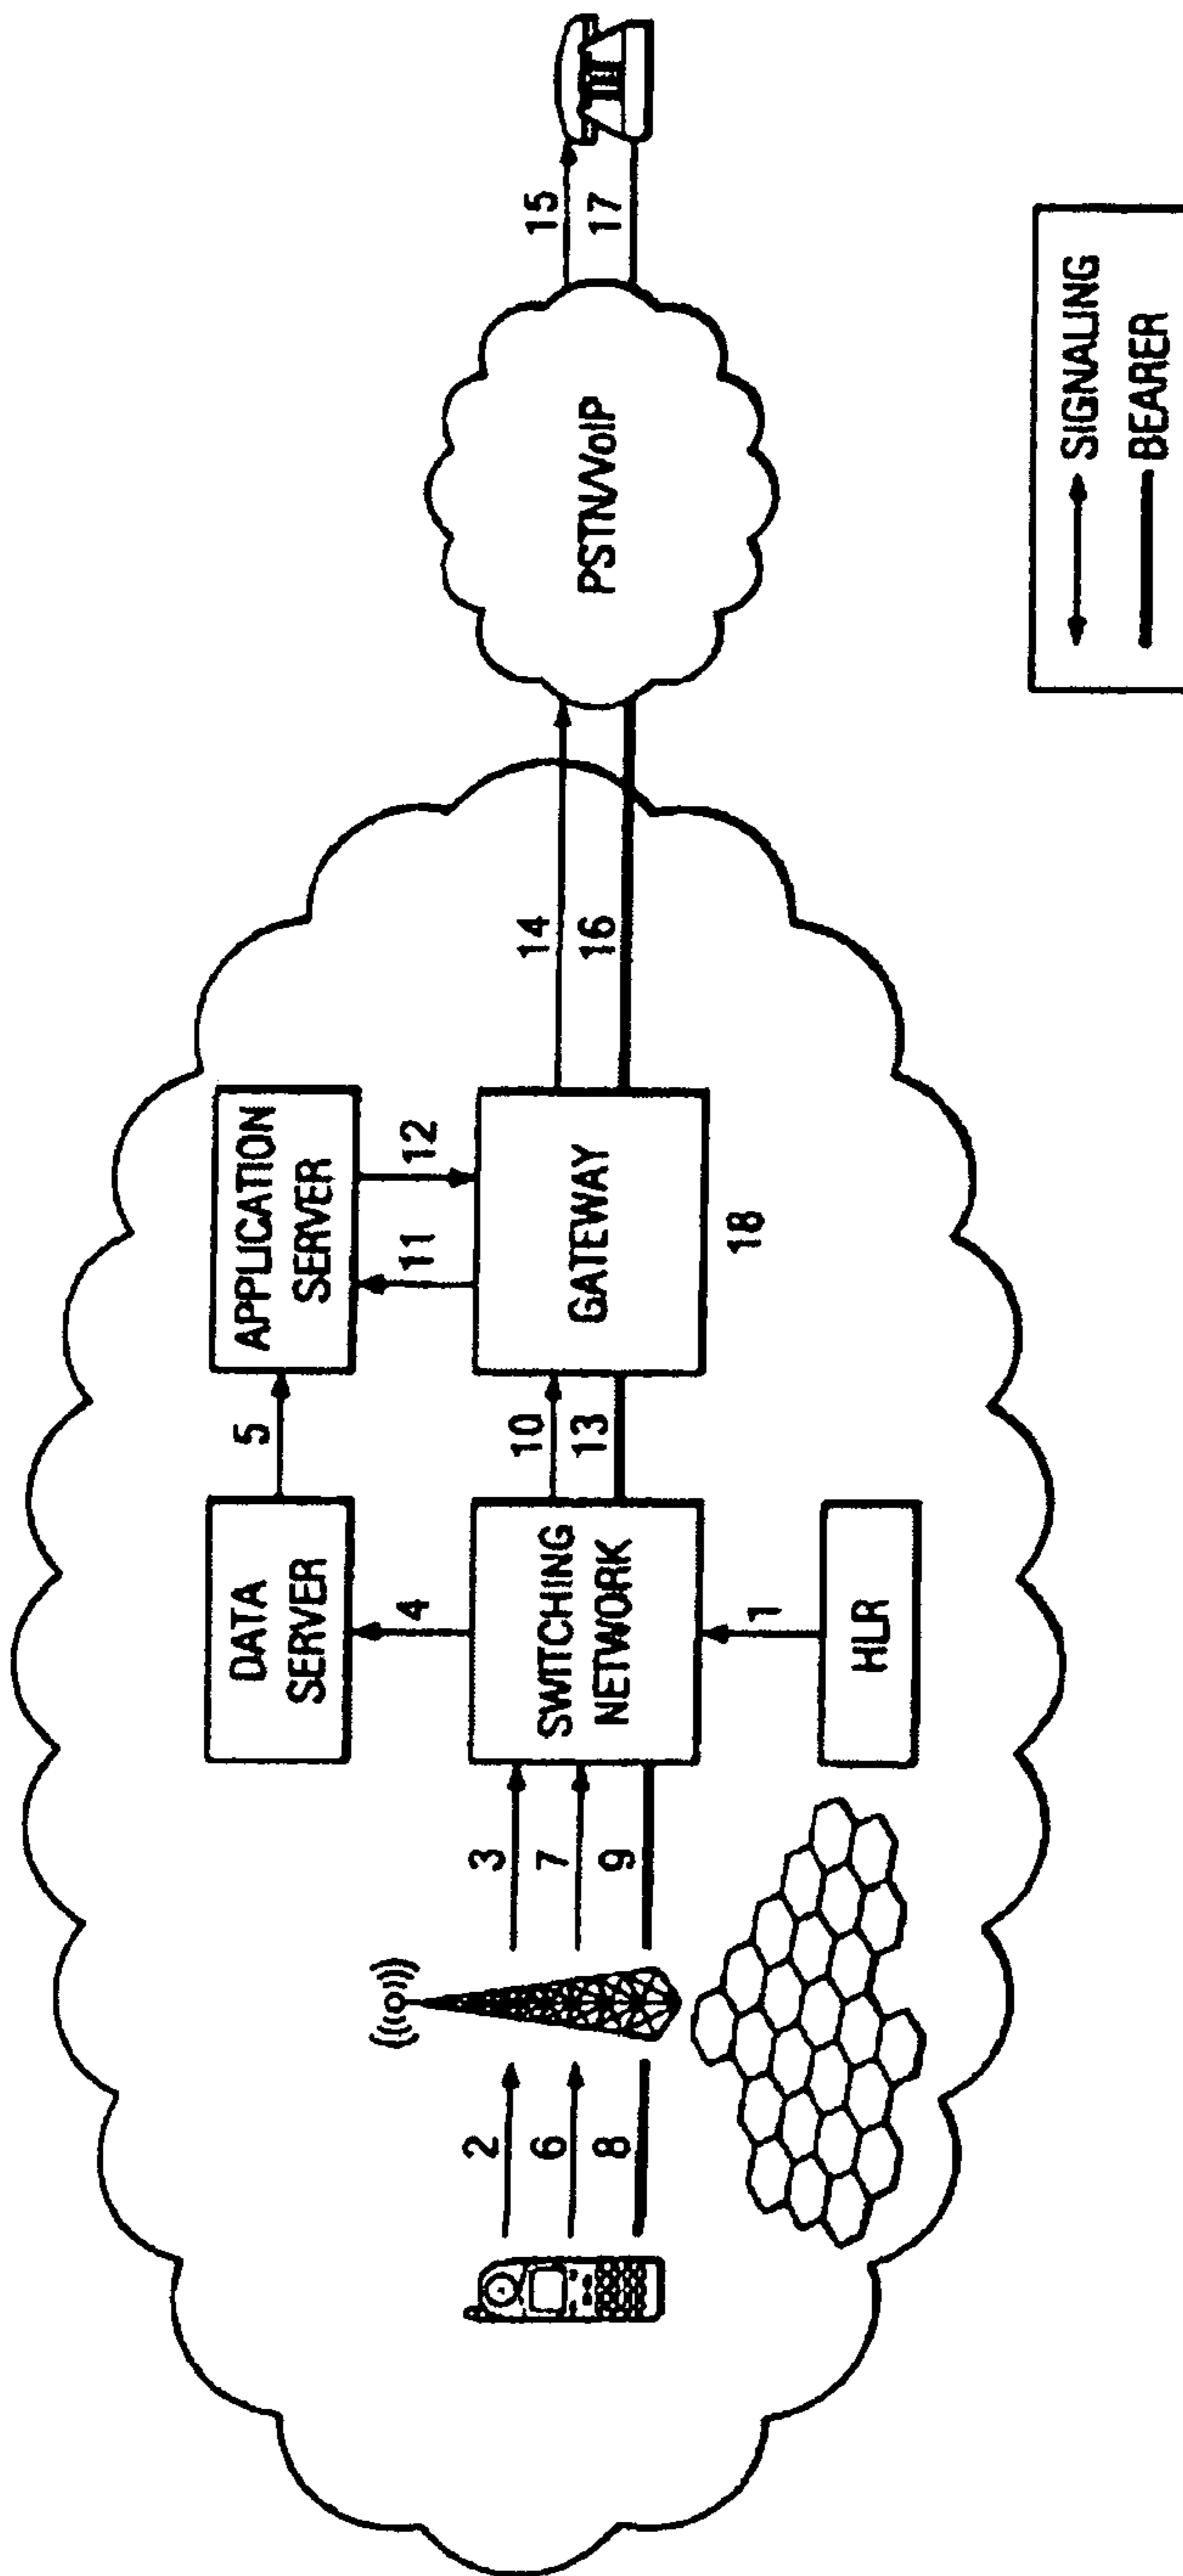 DATA
SERVER
5
APPLICATION
SERVER
4
11
12
2
3
SWITCHING
NETWORK
10
GATEWAY
14
PSTN/VoIP
15
6
7
13
16
17
8
9
18
1
HLR
SIGNALING
BEARER